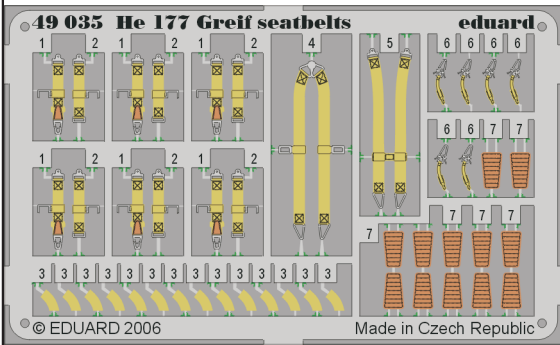 49 035 He 177 Greif seatbelts eduard
1 2 1 2 1 2 4 5 6 6 6 6
6 6 7 7
1 2 1 2 1 2
7 7 7 7 7
7
3 3 3 3 3 3 3 3 3 3 3 3 3
© EDUARD 2006 Made in Czech Republic